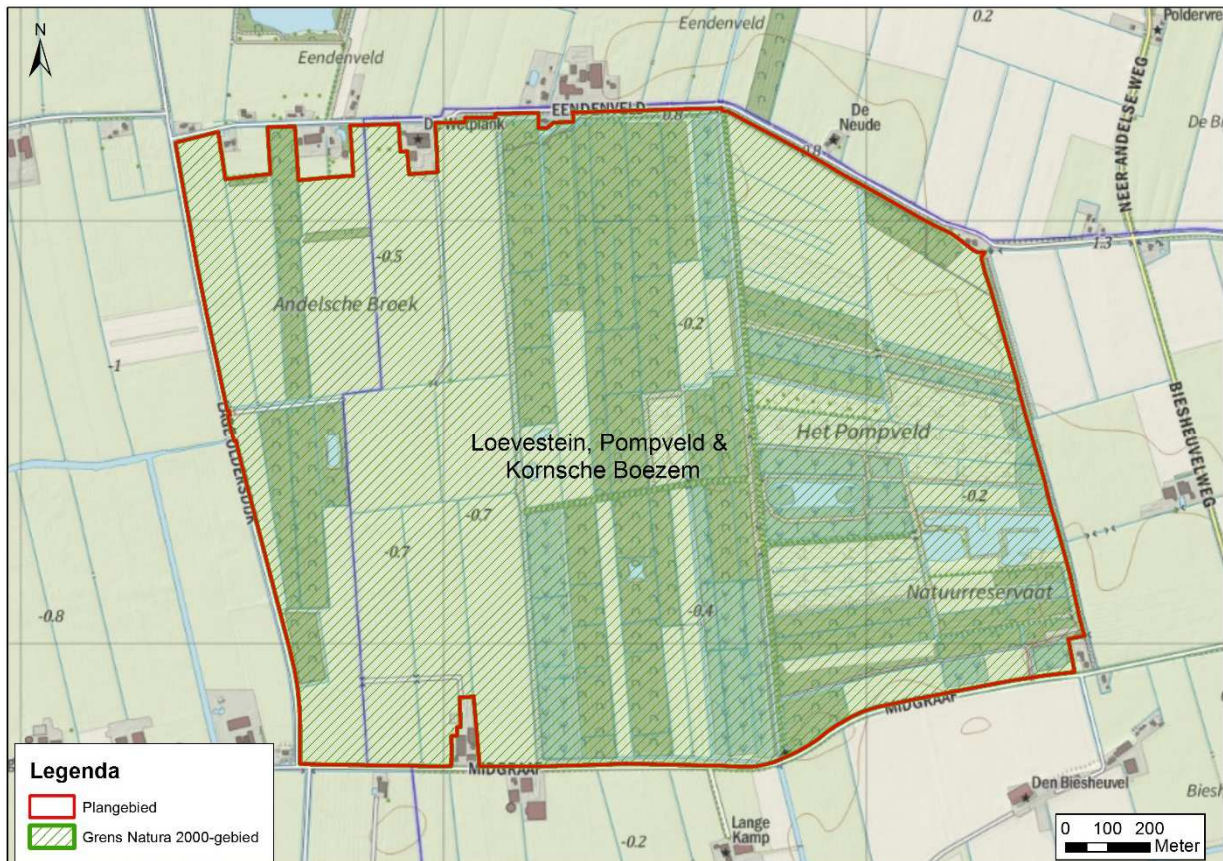 N
Eendenveld
Eendenveld
0.2
Poldervre
EENDENVELD
0.8
De Wetplank
De
Neude
0.8
De B
NEER-ANDELSE-WEG
1.3
-0.5
Andelsche Broek
-0.2
-1
LAGE OLDERSDIJK
Loevestein, Pompveld &
Kornsche Boezem
Het Pompveld
BIESHEUVELWEG
-0.2
-0.7
-0.7
-0.8
-0.4
Natuurreservaat
MIDGRAAF
MIDGRAAF
Legenda
Plangebied
Grens Natura 2000-gebied
Den Biesheuvel
Biesh
Lange
Kamp
-0.2
0 100 200
Meter